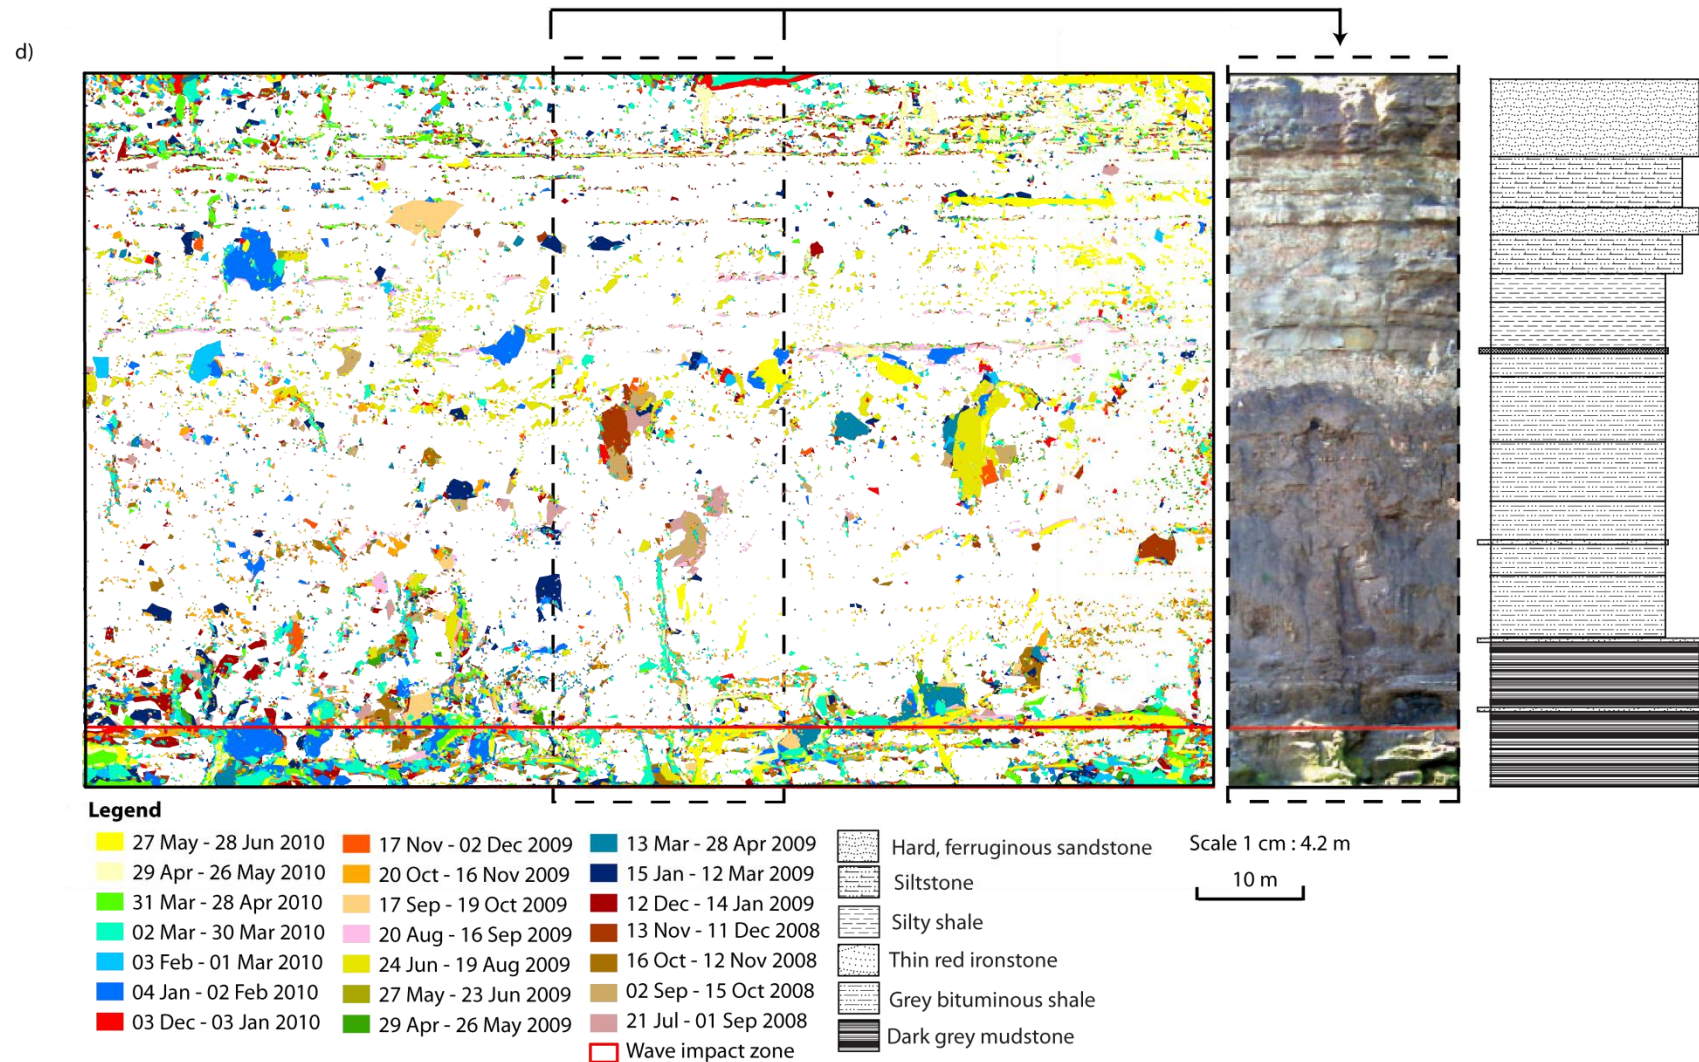 d)
Legend
27 May - 28 Jun 2010
29 Apr - 26 May 2010
31 Mar - 28 Apr 2010
02 Mar - 30 Mar 2010
03 Feb - 01 Mar 2010
04 Jan - 02 Feb 2010
03 Dec - 03 Jan 2010
17 Nov - 02 Dec 2009
20 Oct - 16 Nov 2009
17 Sep - 19 Oct 2009
20 Aug - 16 Sep 2009
24 Jun - 19 Aug 2009
27 May - 23 Jun 2009
29 Apr - 26 May 2009
13 Mar - 28 Apr 2009
15 Jan - 12 Mar 2009
12 Dec - 14 Jan 2009
13 Nov - 11 Dec 2008
16 Oct - 12 Nov 2008
02 Sep - 15 Oct 2008
21 Jul - 01 Sep 2008
Wave impact zone
Hard, ferruginous sandstone
Siltstone
Silty shale
Thin red ironstone
Grey bituminous shale
Dark grey mudstone
Scale 1 cm : 4.2 m
10 m